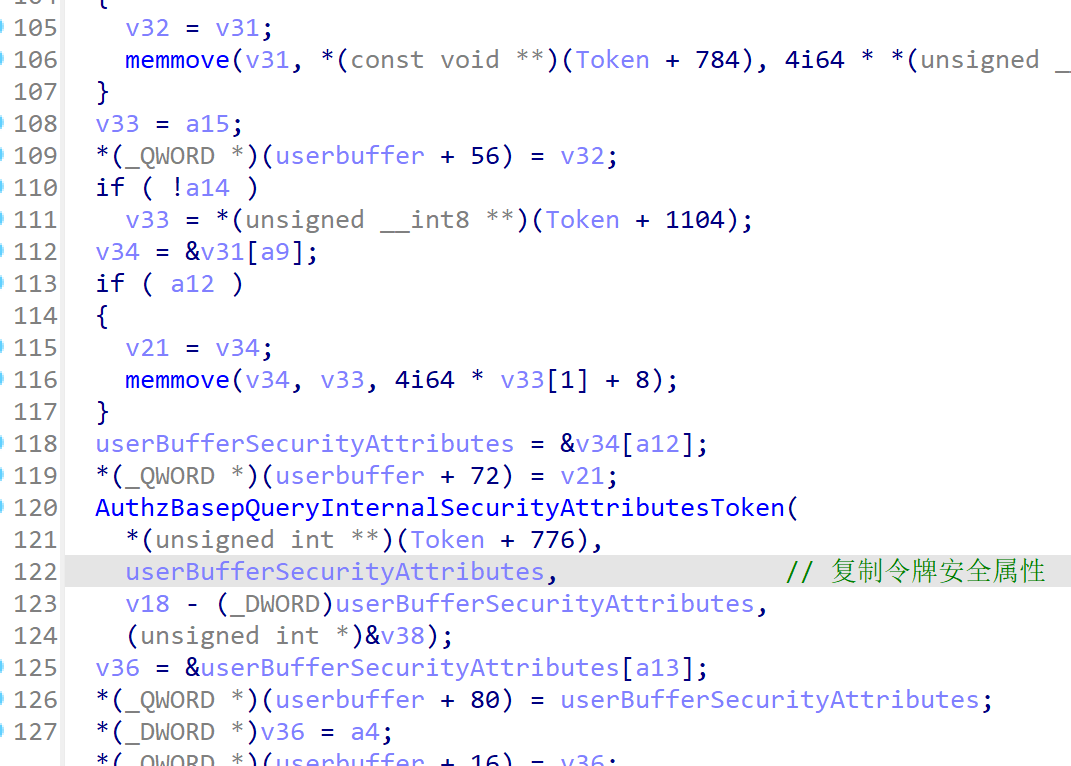 {
105 v32 = v31;
106 memmove(v31, *(const void **)(Token + 784), 4i64 * *(unsigned _
107 }
108 v33 = a15;
109 *(_QWORD *)(userbuffer + 56) = v32;
110 if ( !a14 )
111 v33 = *(unsigned __int8 **)(Token + 1104);
112 v34 = &v31[a9];
113 if ( a12 )
114 {
115 v21 = v34;
116 memmove(v34, v33, 4i64 * v33[1] + 8);
117 }
118 userBufferSecurityAttributes = &v34[a12];
119 *(_QWORD *)(userbuffer + 72) = v21;
120 AuthzBasepQueryInternalSecurityAttributesToken(
121 *(unsigned int **)(Token + 776),
122 userBufferSecurityAttributes, // 复制令牌安全属性
123 v18 - (_DWORD)userBufferSecurityAttributes,
124 (unsigned int *)&v38);
125 v36 = &userBufferSecurityAttributes[a13];
126 *(_QWORD *)(userbuffer + 80) = userBufferSecurityAttributes;
127 *(_DWORD *)v36 = a4;
*(_QWORD *)(userbuffer + 16) = v36;